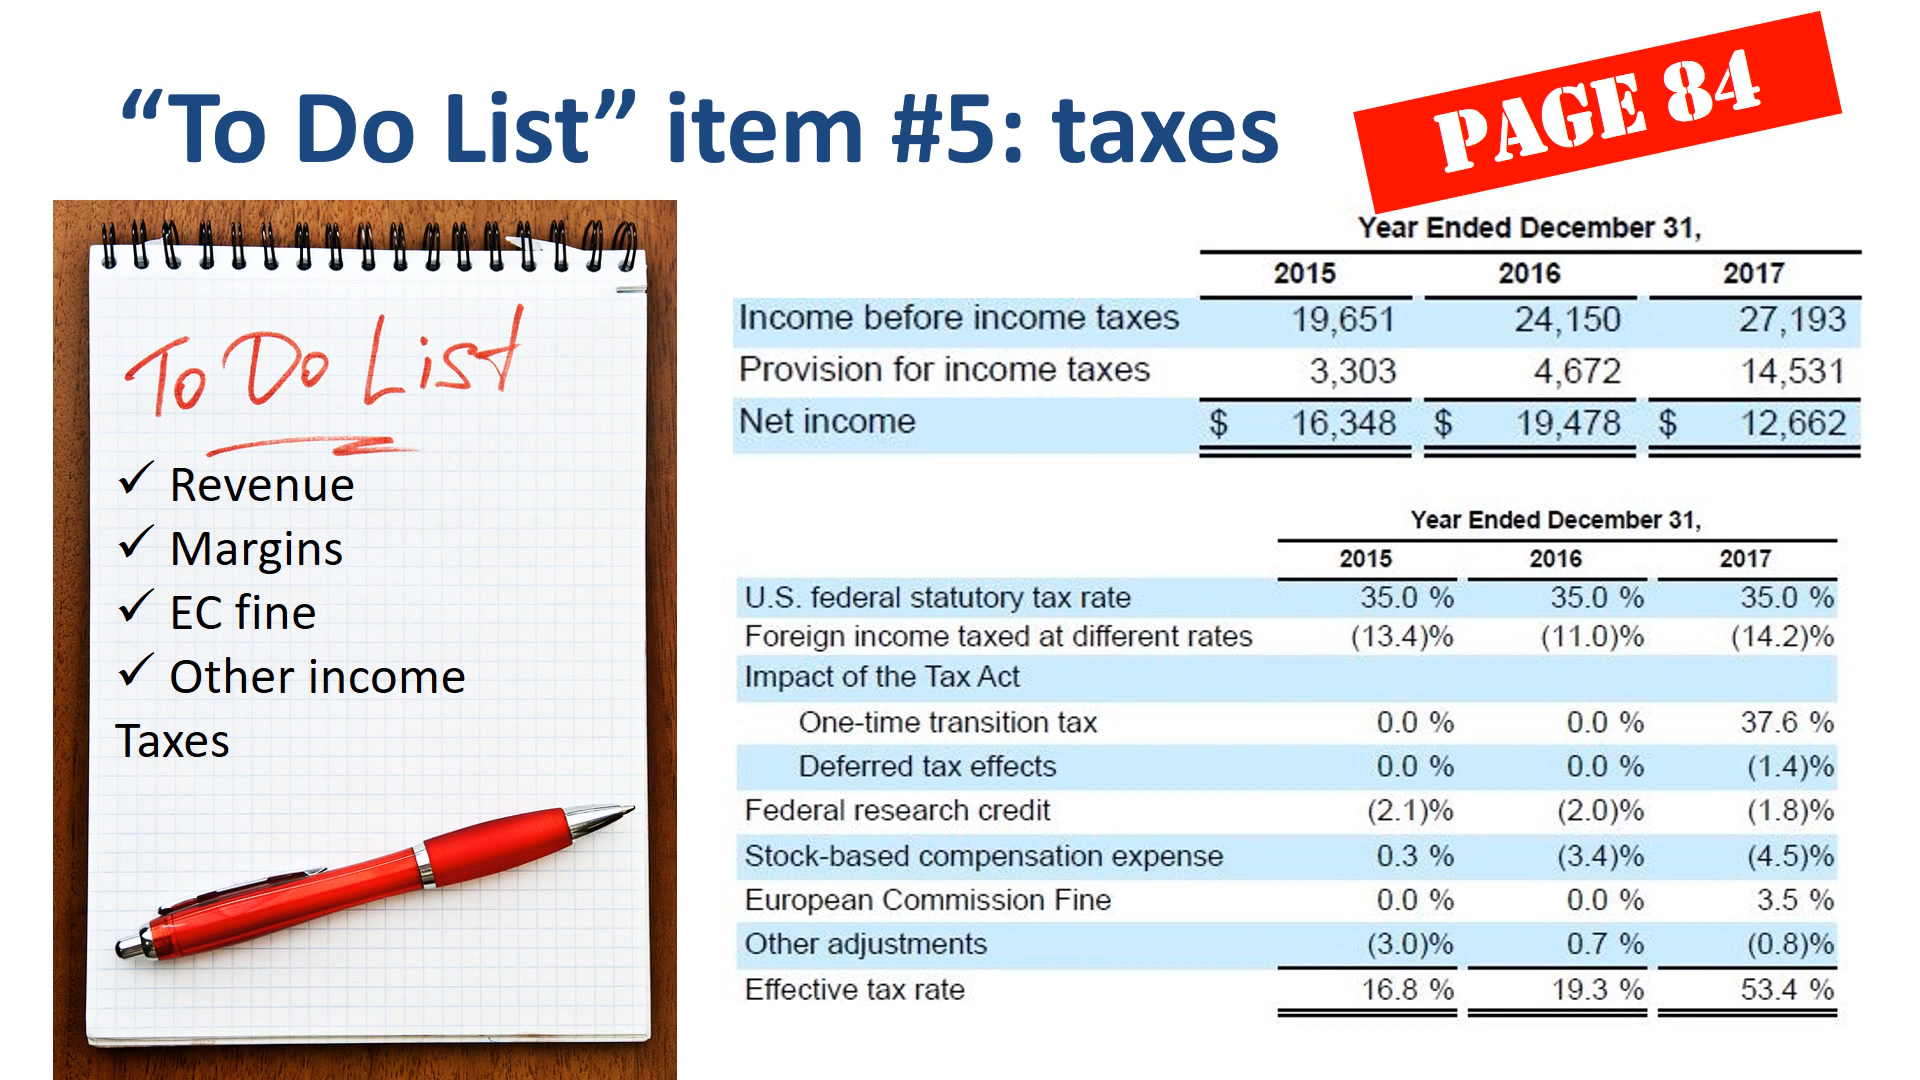 “To Do List” item #5: taxes
PAGE 84
To Do List
✓ Revenue
✓ Margins
✓ EC fine
✓ Other income
Taxes
Year Ended December 31,
2015 2016 2017
Income before income taxes 19,651 24,150 27,193
Provision for income taxes 3,303 4,672 14,531
Net income $ 16,348 $ 19,478 $ 12,662
Year Ended December 31,
2015 2016 2017
U.S. federal statutory tax rate 35.0 % 35.0 % 35.0 %
Foreign income taxed at different rates (13.4)% (11.0)% (14.2)%
Impact of the Tax Act
One-time transition tax 0.0 % 0.0 % 37.6 %
Deferred tax effects 0.0 % 0.0 % (1.4)%
Federal research credit (2.1)% (2.0)% (1.8)%
Stock-based compensation expense 0.3 % (3.4)% (4.5)%
European Commission Fine 0.0 % 0.0 % 3.5 %
Other adjustments (3.0)% 0.7 % (0.8)%
Effective tax rate 16.8 % 19.3 % 53.4 %